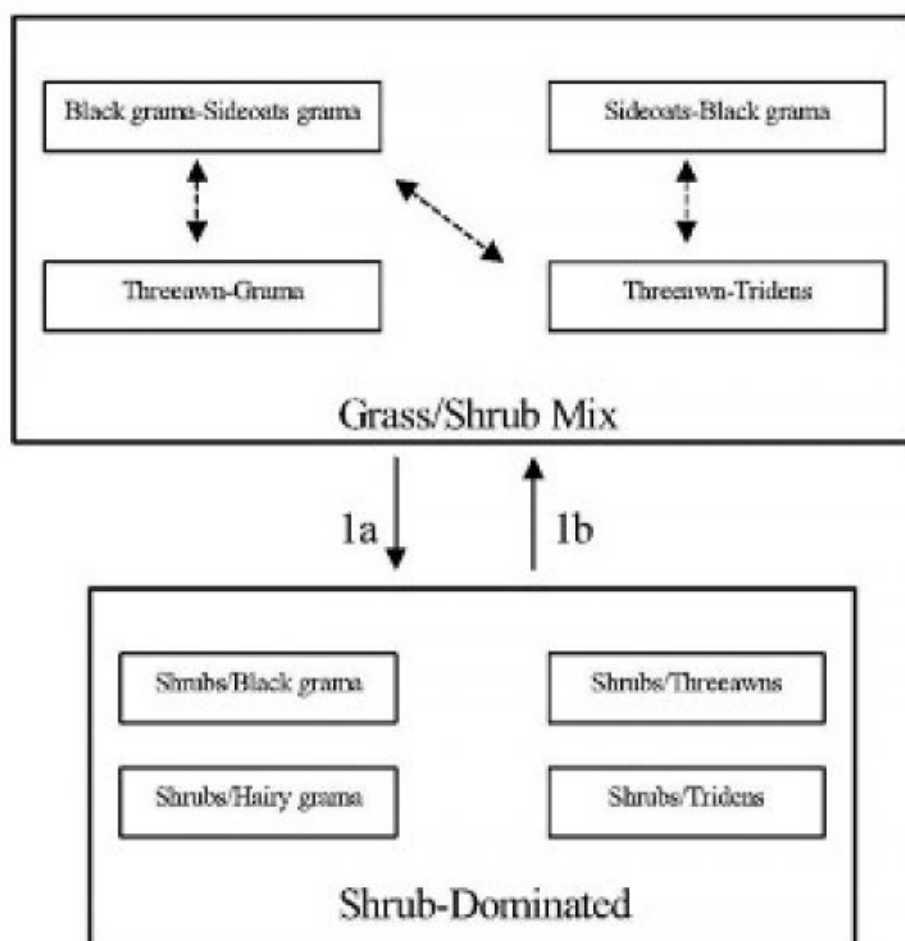 Black grama-Sideoats grama
Sideoats-Black grama
Threeawn-Grama
Threeawn-Tridens
Grass/Shrub Mix
1a
1b
Shrubs/Black grama
Shrubs/Threeawns
Shrubs/Hairy grama
Shrubs/Tridens
Shrub-Dominated